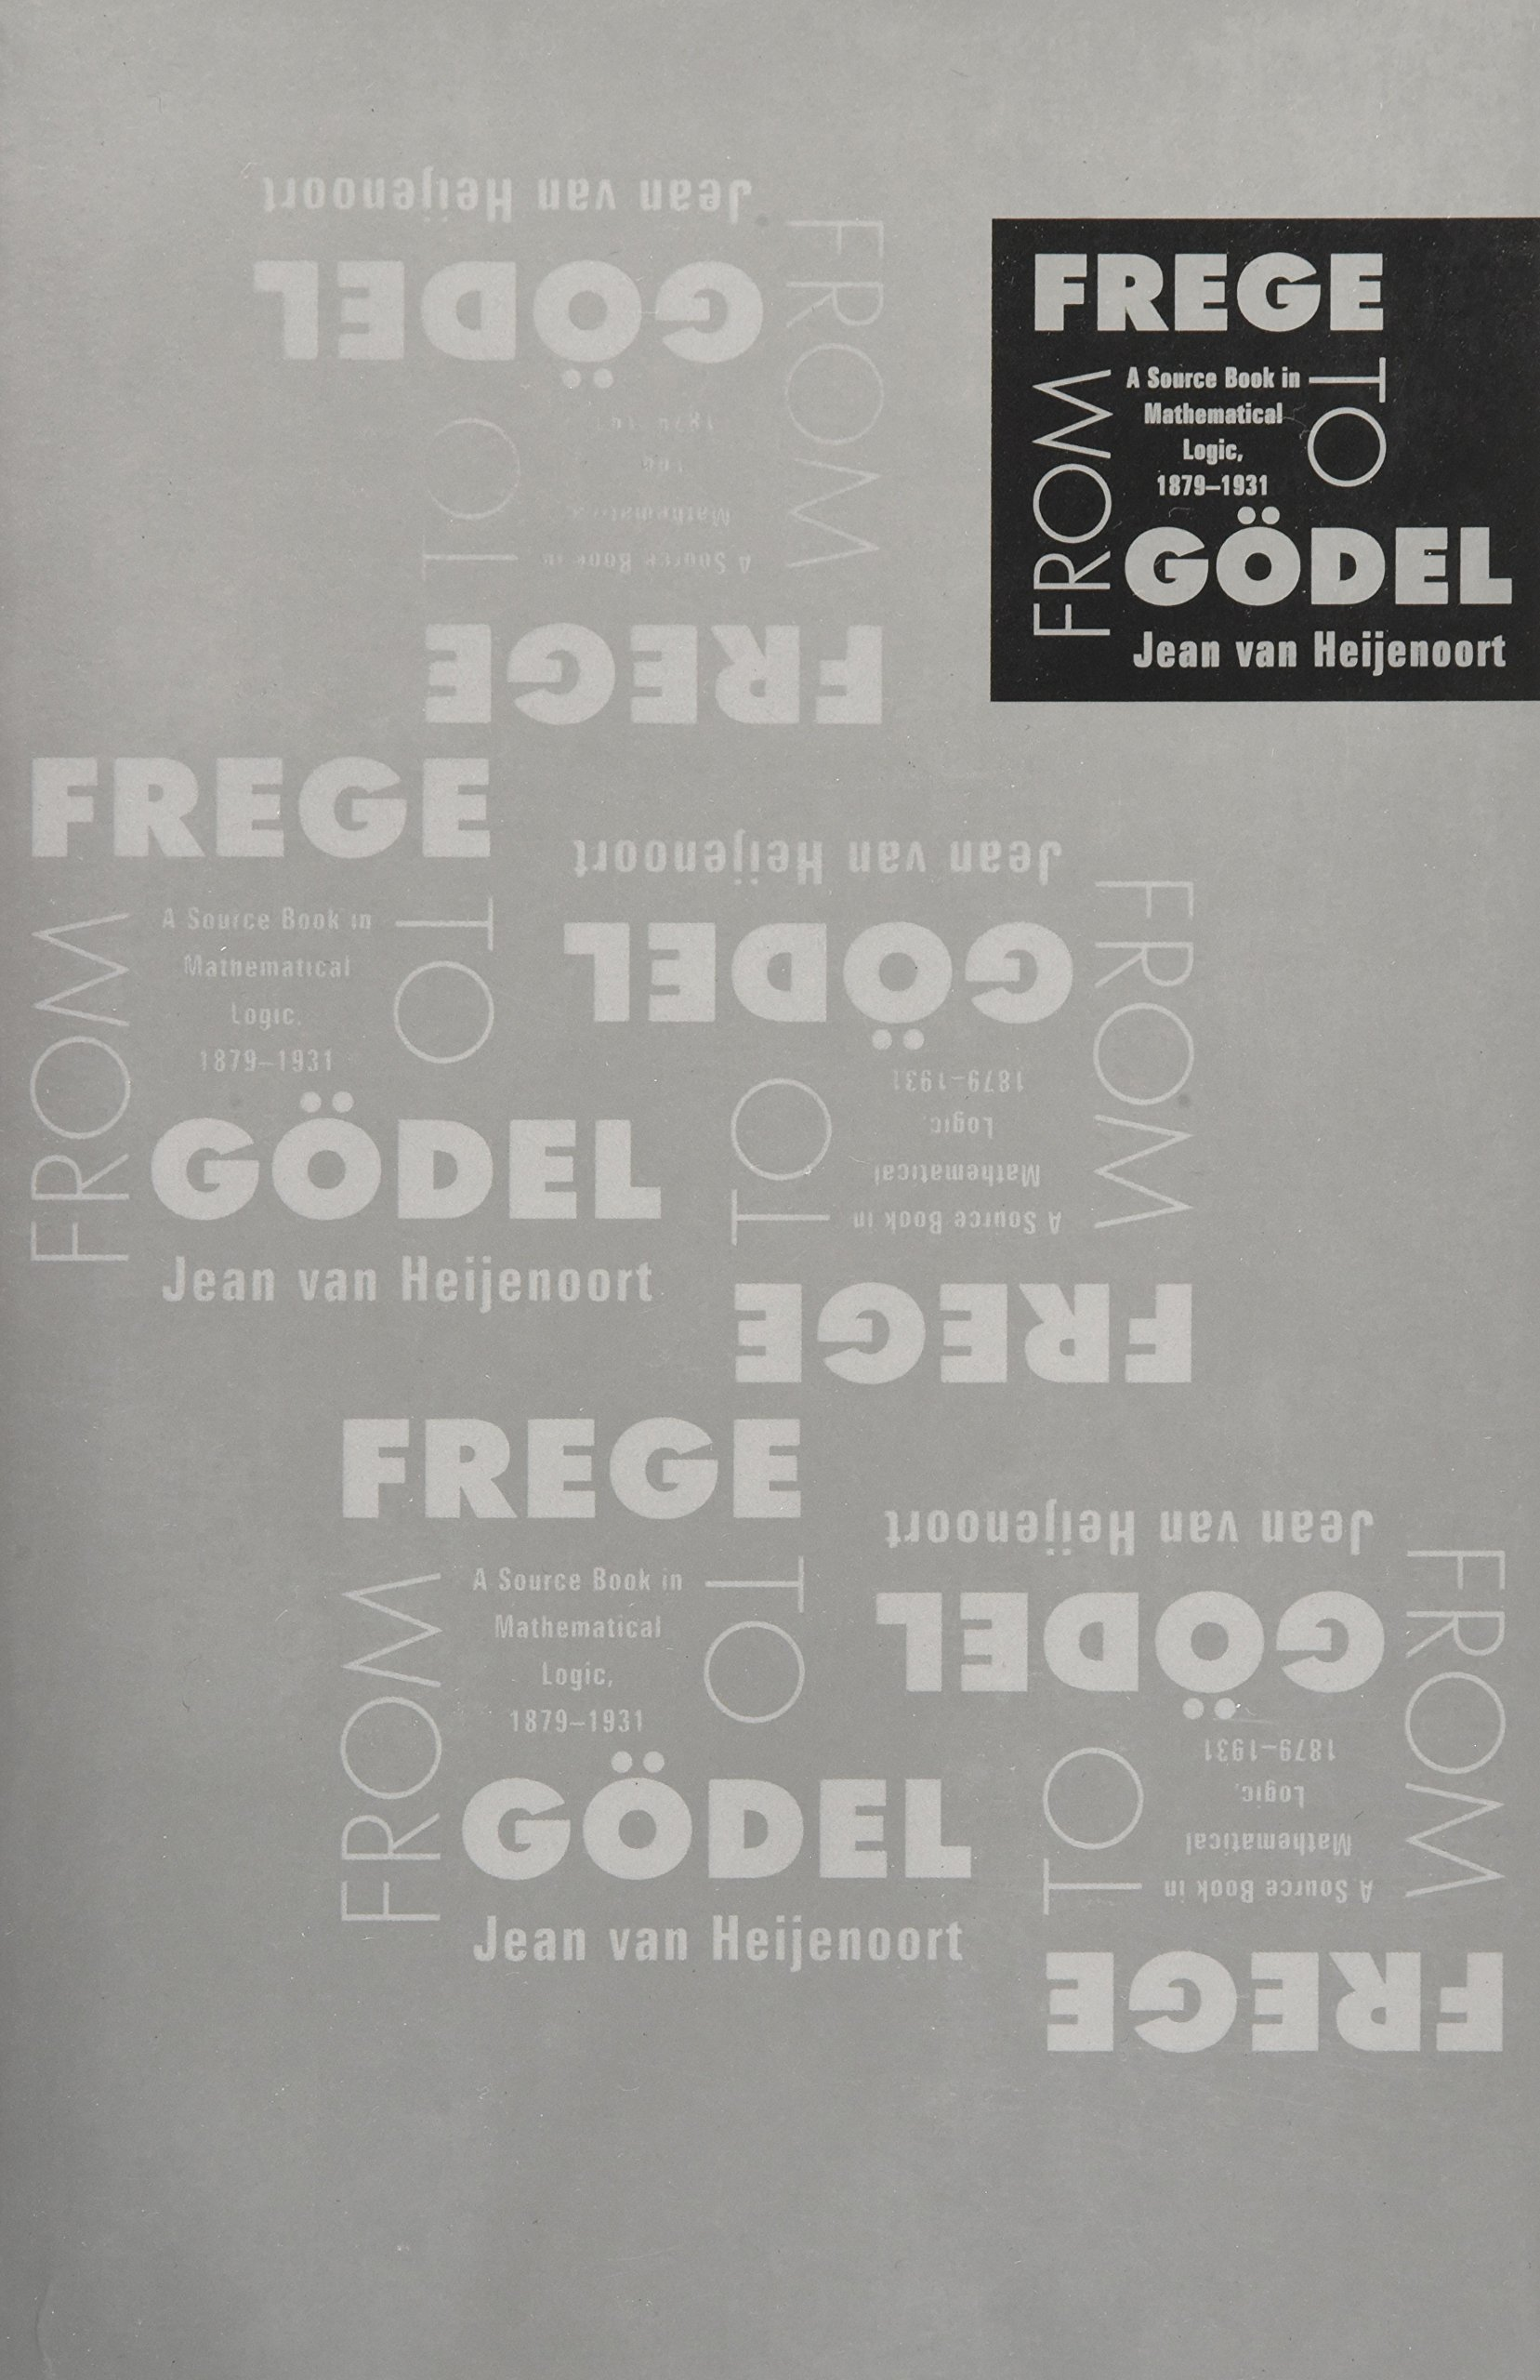 FROM
FREGE
TO
GÖDEL
Jean van Heijenoort
FROM
FREGE
A Source Book in
Mathematical
Logic,
1879–1931
TO
GÖDEL
Jean van Heijenoort
FROM
FREGE
A Source Book in
Mathematical
Logic,
1879–1931
TO
GÖDEL
Jean van Heijenoort
FROM
FREGE
A Source Book in
Mathematical
Logic,
1879–1931
TO
GÖDEL
Jean van Heijenoort
FROM
FREGE
A Source Book in
Mathematical
Logic,
1879–1931
TO
GÖDEL
Jean van Heijenoort
FROM
FREGE
A Source Book in
Mathematical
Logic,
1879–1931
TO
GÖDEL
Jean van Heijenoort